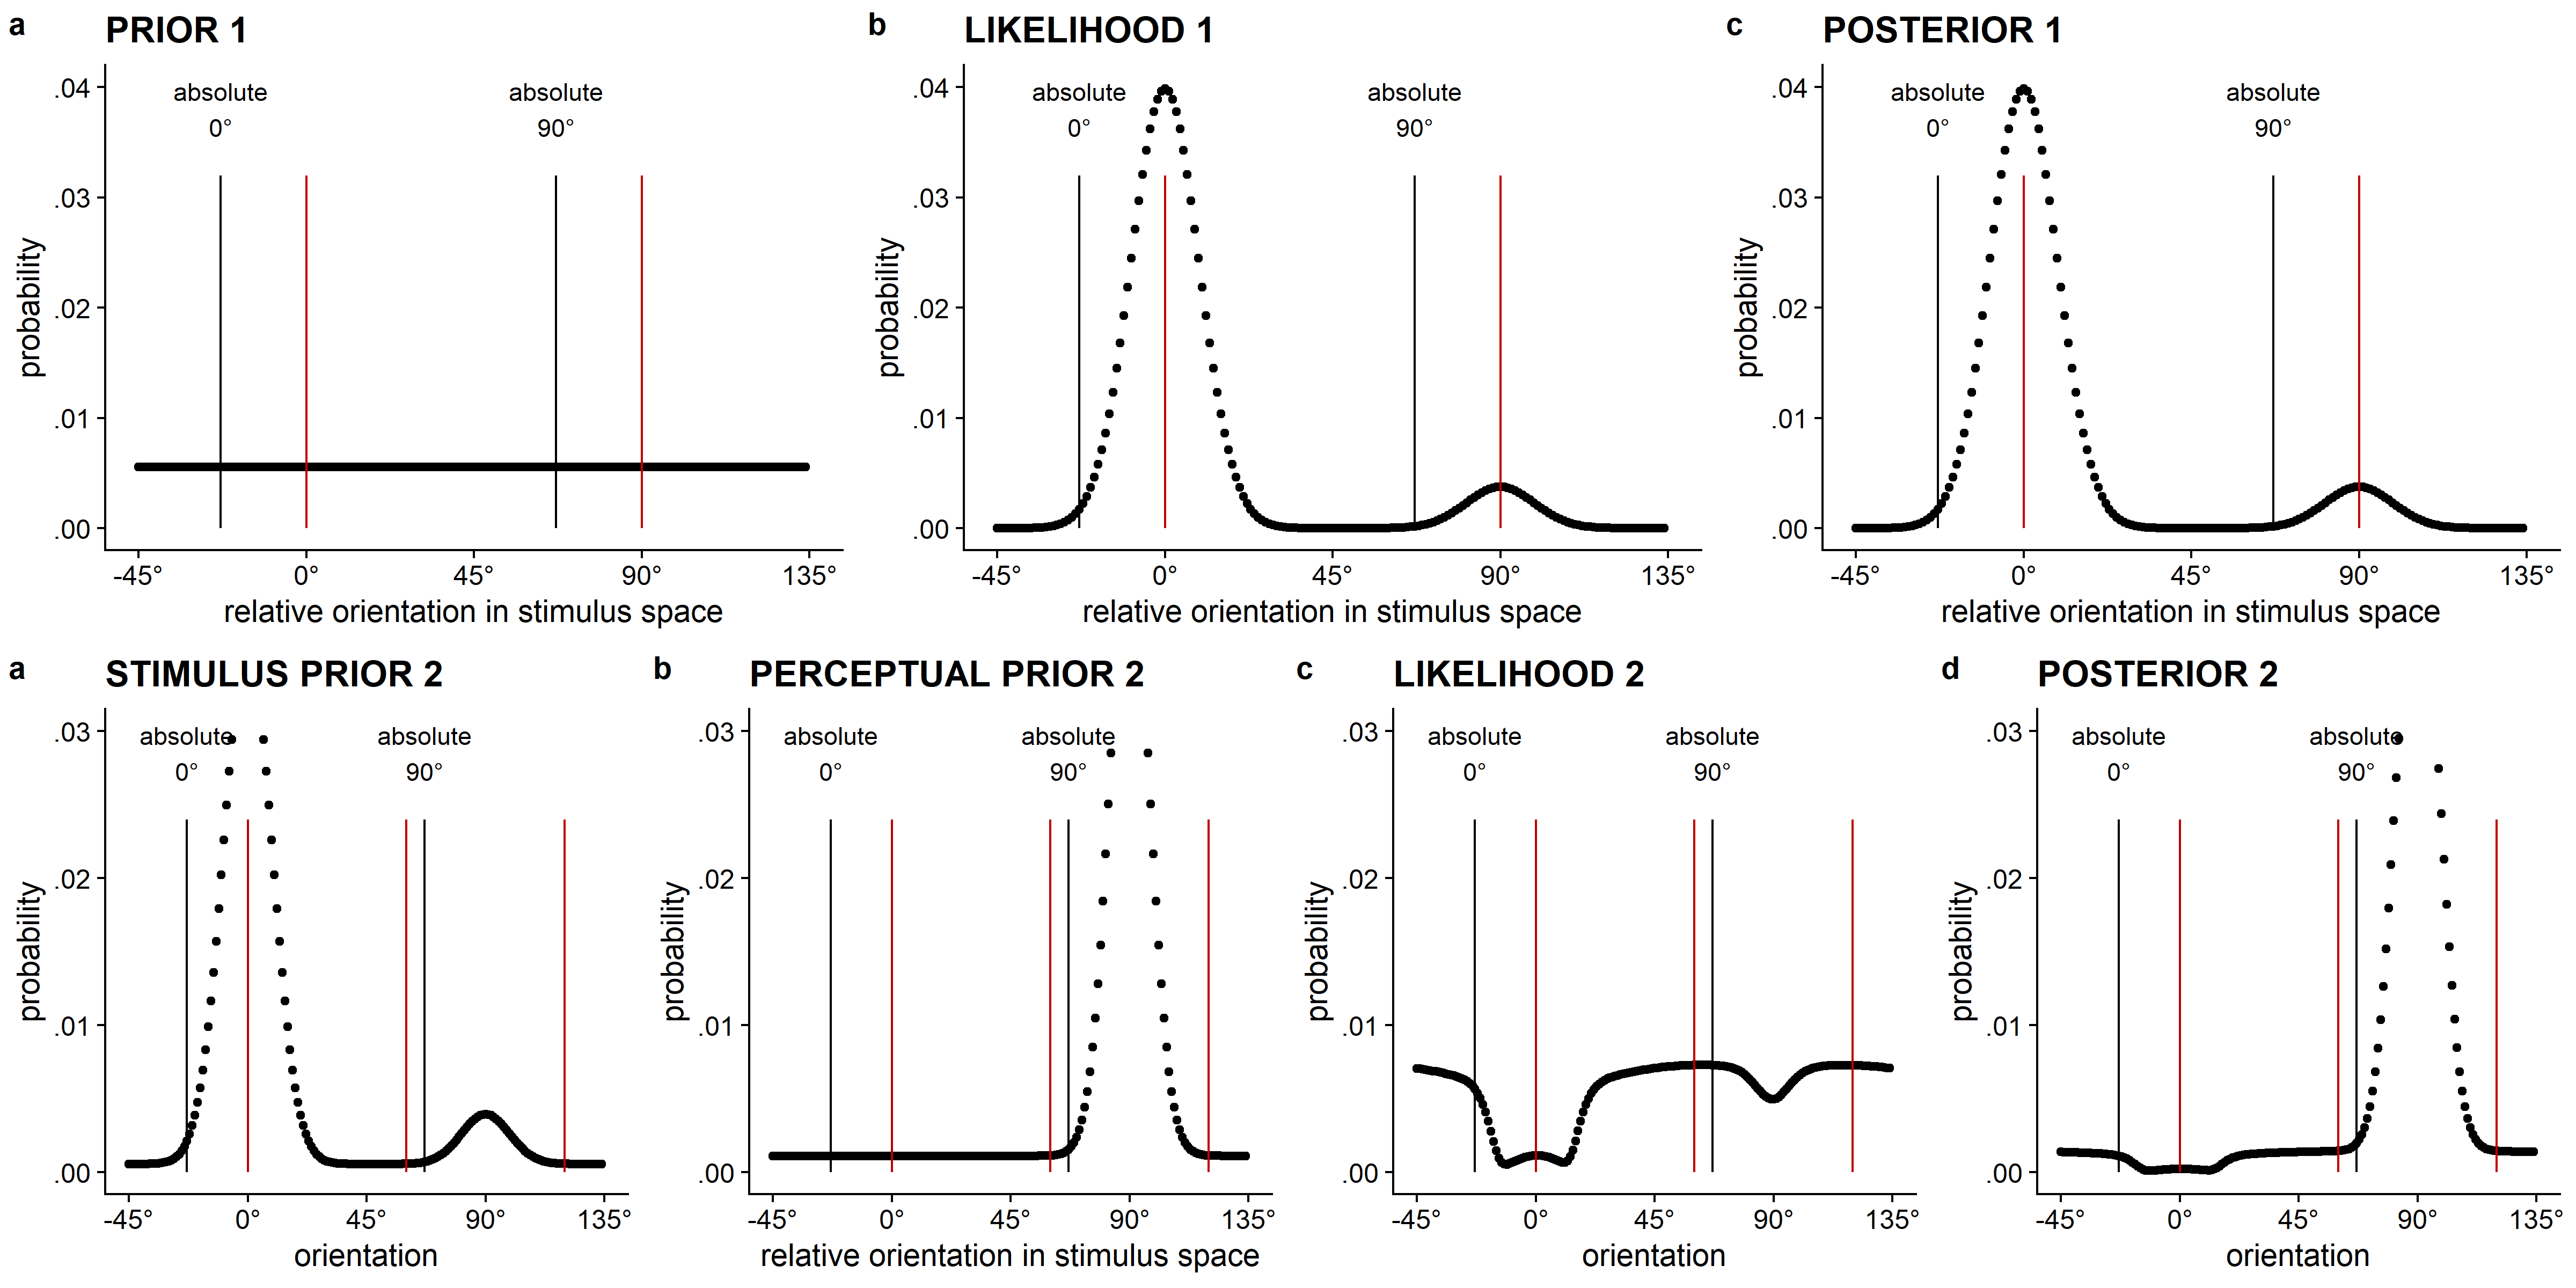 a PRIOR 1
absolute absolute
0° 90°
.04
.03
.02
.01
.00
probability
-45° 0° 45° 90° 135°
relative orientation in stimulus space
b LIKELIHOOD 1
absolute absolute
0° 90°
.04
.03
.02
.01
.00
probability
-45° 0° 45° 90° 135°
relative orientation in stimulus space
c POSTERIOR 1
absolute absolute
0° 90°
.04
.03
.02
.01
.00
probability
-45° 0° 45° 90° 135°
relative orientation in stimulus space
a STIMULUS PRIOR 2
absolute absolute
0° 90°
.03
.02
.01
.00
probability
-45° 0° 45° 90° 135°
orientation
b PERCEPTUAL PRIOR 2
absolute absolute
0° 90°
.03
.02
.01
.00
probability
-45° 0° 45° 90° 135°
relative orientation in stimulus space
c LIKELIHOOD 2
absolute absolute
0° 90°
.03
.02
.01
.00
probability
-45° 0° 45° 90° 135°
orientation
d POSTERIOR 2
absolute absolute
0° 90°
.03
.02
.01
.00
probability
-45° 0° 45° 90° 135°
orientation